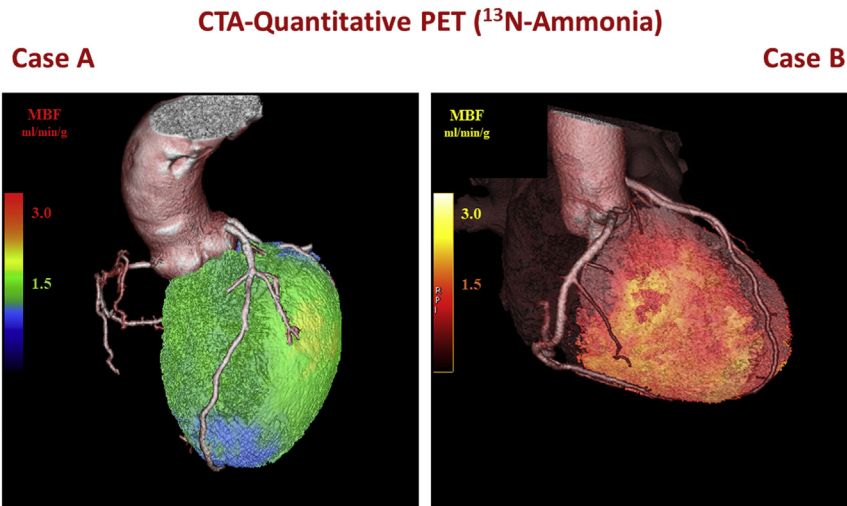 CTA-Quantitative PET (¹³N-Ammonia)
Case A
Case B
MBF
ml/min/g
3.0
1.5
MBF
ml/min/g
3.0
1.5
R
P
I